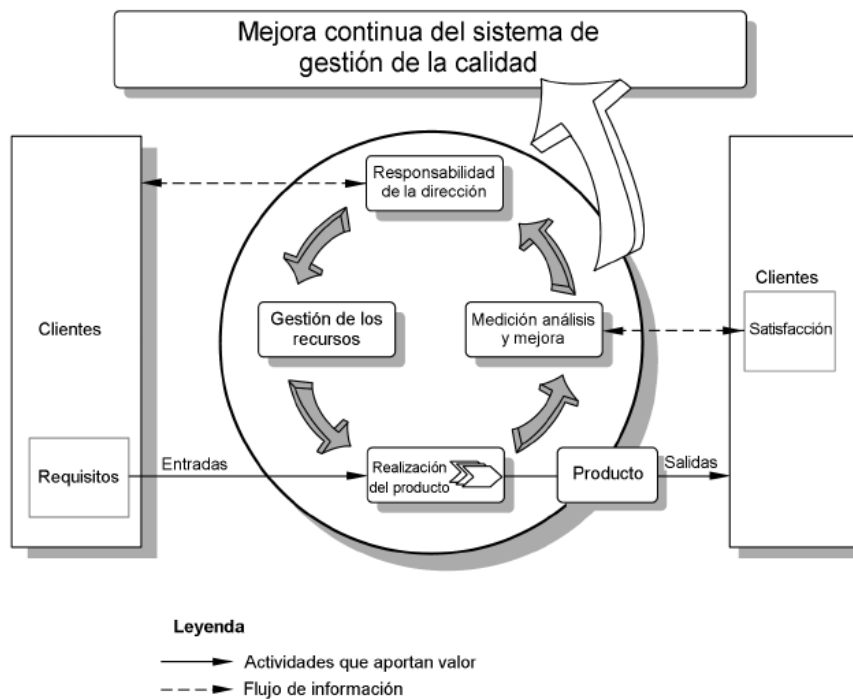 Mejora continua del sistema de
gestión de la calidad
Responsabilidad
de la dirección
Clientes
Gestión de los
recursos
Medición análisis
y mejora
Clientes
Satisfacción
Requisitos
Entradas
Realización
del producto
Producto
Salidas
Leyenda
Actividades que aportan valor
Flujo de información